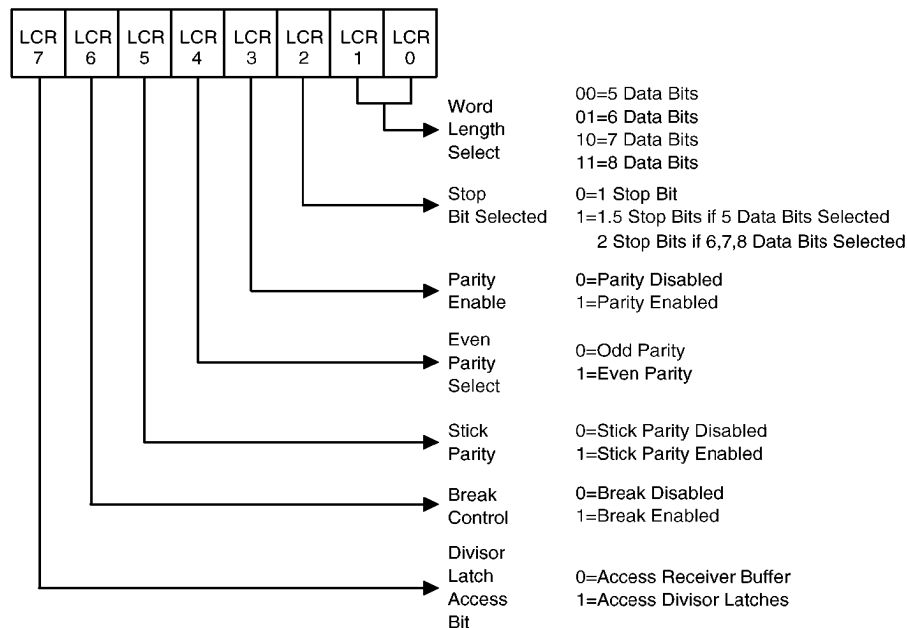 LCR 7 LCR 6 LCR 5 LCR 4 LCR 3 LCR 2 LCR 1 LCR 0
Word
Length
Select
00=5 Data Bits
01=6 Data Bits
10=7 Data Bits
11=8 Data Bits
Stop
Bit Selected
0=1 Stop Bit
1=1.5 Stop Bits if 5 Data Bits Selected
2 Stop Bits if 6,7,8 Data Bits Selected
Parity
Enable
0=Parity Disabled
1=Parity Enabled
Even
Parity
Select
0=Odd Parity
1=Even Parity
Stick
Parity
0=Stick Parity Disabled
1=Stick Parity Enabled
Break
Control
0=Break Disabled
1=Break Enabled
Divisor
Latch
Access
Bit
0=Access Receiver Buffer
1=Access Divisor Latches